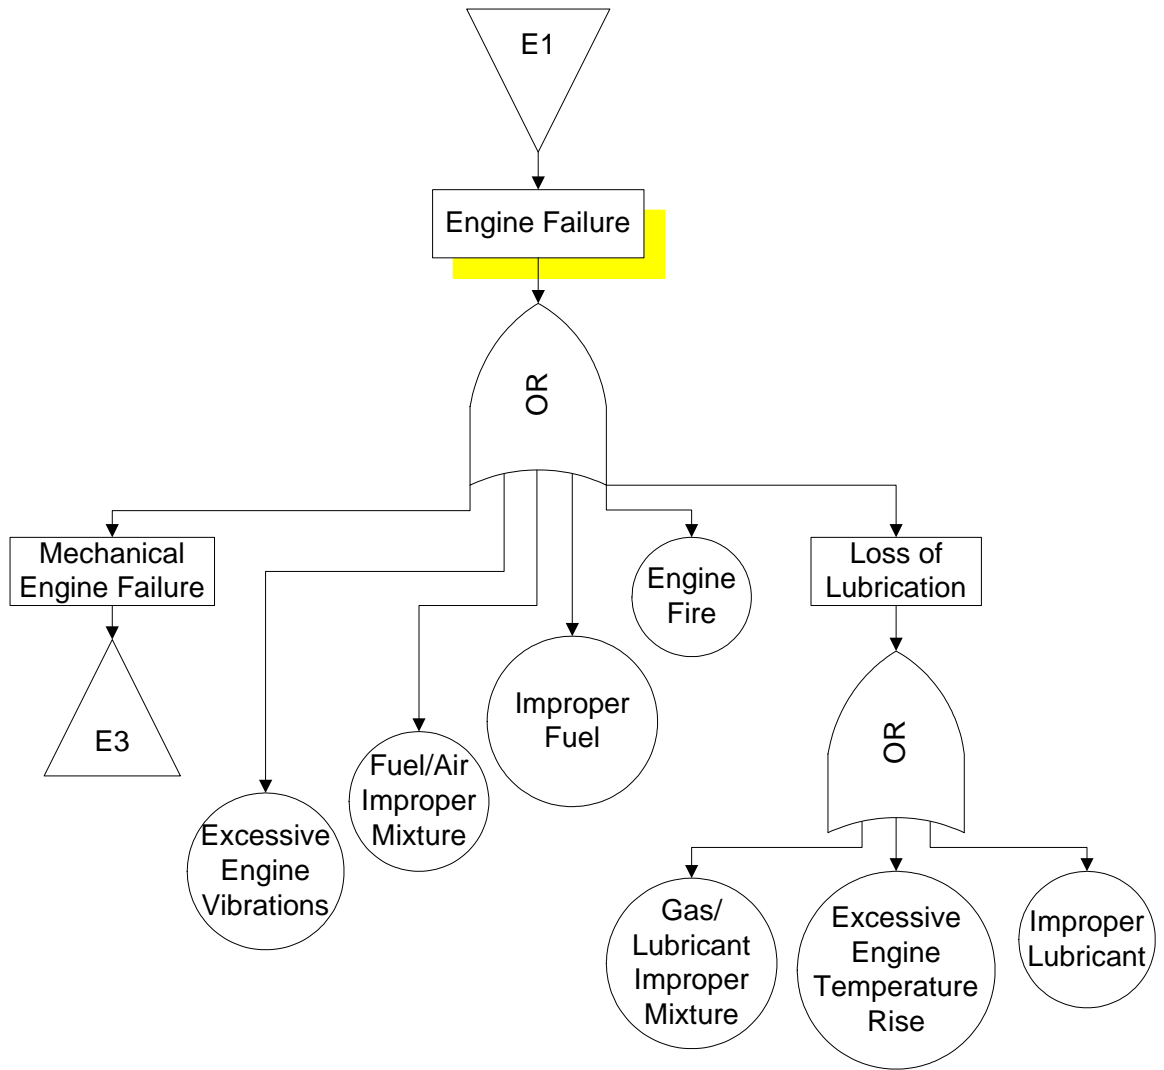 E1
Engine Failure
OR
Mechanical
Engine Failure
E3
Excessive
Engine
Vibrations
Fuel/Air
Improper
Mixture
Improper
Fuel
Engine
Fire
Loss of
Lubrication
OR
Gas/
Lubricant
Improper
Mixture
Excessive
Engine
Temperature
Rise
Improper
Lubricant